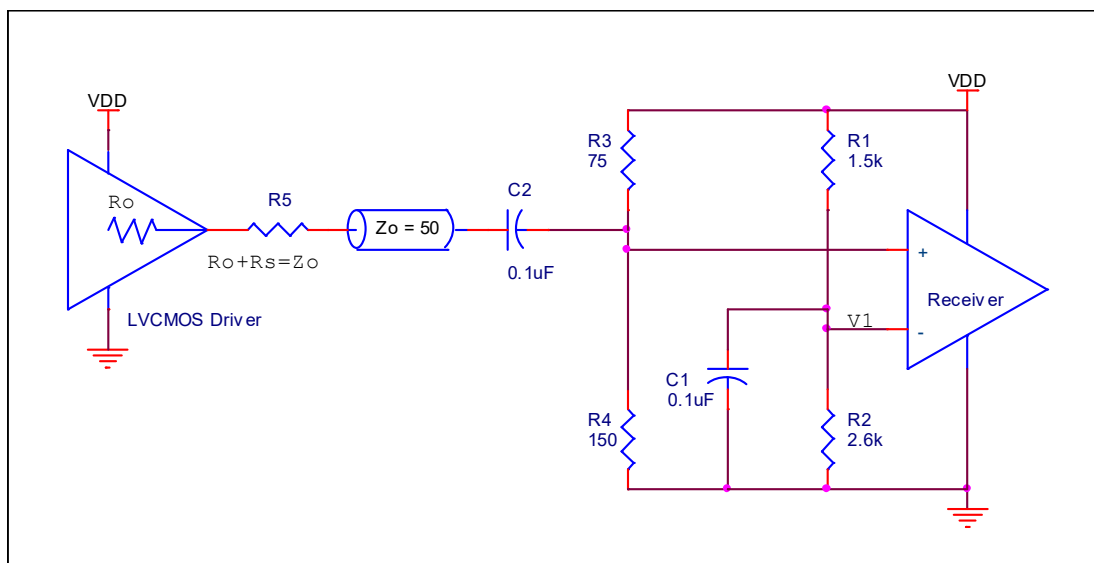 VDD
Ro
R5
Ro+Rs=Zo
LVCMOS Driver
Zo = 50
C2
0.1uF
R3
75
R4
150
VDD
R1
1.5k
+
-
V1
Receiver
C1
0.1uF
R2
2.6k